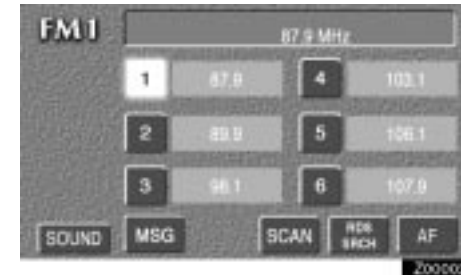 FM1
87.9 MHz
1 87.9 4 103.1
2 89.9 5 106.1
3 98.1 6 107.9
SOUND MSG SCAN RDS SRCH AF